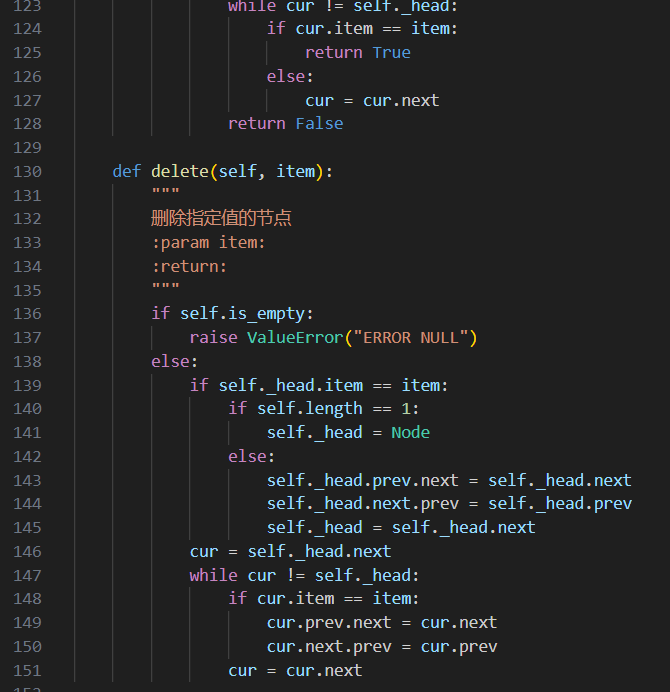 123                     while cur != self._head:
124                         if cur.item == item:
125                             return True
126                         else:
127                             cur = cur.next
128                     return False
129
130         def delete(self, item):
131             """
132             删除指定值的节点
133             :param item:
134             :return:
135             """
136             if self.is_empty:
137                 raise ValueError("ERROR NULL")
138             else:
139                 if self._head.item == item:
140                     if self.length == 1:
141                         self._head = Node
142                     else:
143                         self._head.prev.next = self._head.next
144                         self._head.next.prev = self._head.prev
145                         self._head = self._head.next
146                 cur = self._head.next
147                 while cur != self._head:
148                     if cur.item == item:
149                         cur.prev.next = cur.next
150                         cur.next.prev = cur.prev
151                     cur = cur.next